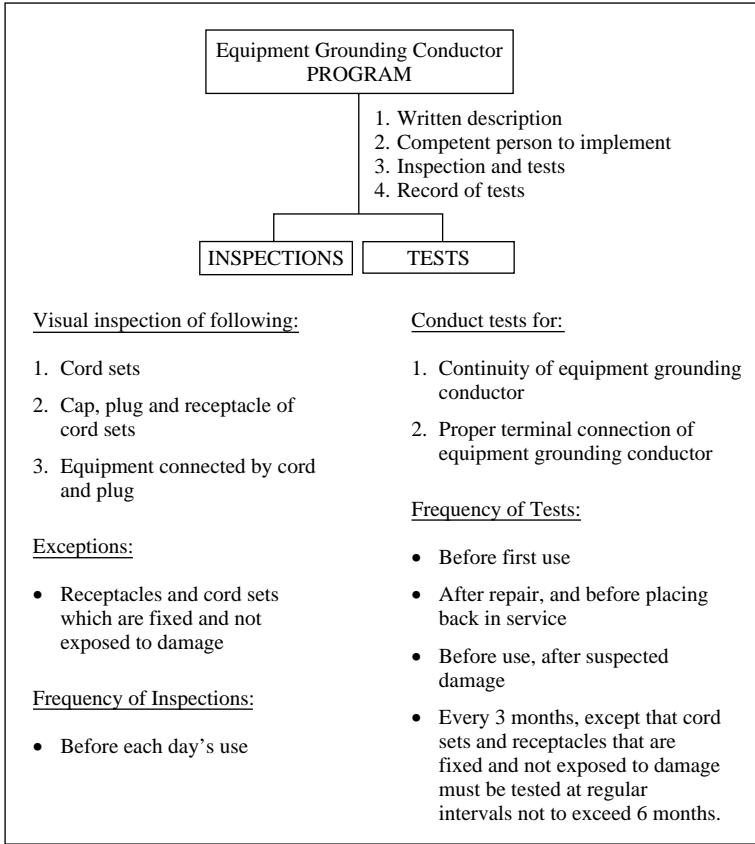 Equipment Grounding Conductor
PROGRAM
1. Written description
2. Competent person to implement
3. Inspection and tests
4. Record of tests
INSPECTIONS
TESTS
Visual inspection of following:
1. Cord sets
2. Cap, plug and receptacle of
cord sets
3. Equipment connected by cord
and plug
Exceptions:
• Receptacles and cord sets
which are fixed and not
exposed to damage
Frequency of Inspections:
• Before each day’s use
Conduct tests for:
1. Continuity of equipment grounding
conductor
2. Proper terminal connection of
equipment grounding conductor
Frequency of Tests:
• Before first use
• After repair, and before placing
back in service
• Before use, after suspected
damage
• Every 3 months, except that cord
sets and receptacles that are
fixed and not exposed to damage
must be tested at regular
intervals not to exceed 6 months.